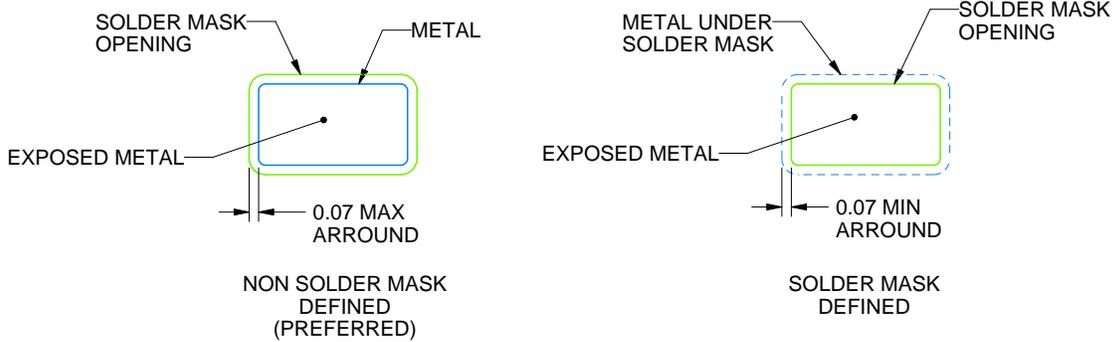 SOLDER MASK
OPENING
METAL
EXPOSED METAL
0.07 MAX
ARROUND
NON SOLDER MASK
DEFINED
(PREFERRED)
METAL UNDER
SOLDER MASK
SOLDER MASK
OPENING
EXPOSED METAL
0.07 MIN
ARROUND
SOLDER MASK
DEFINED